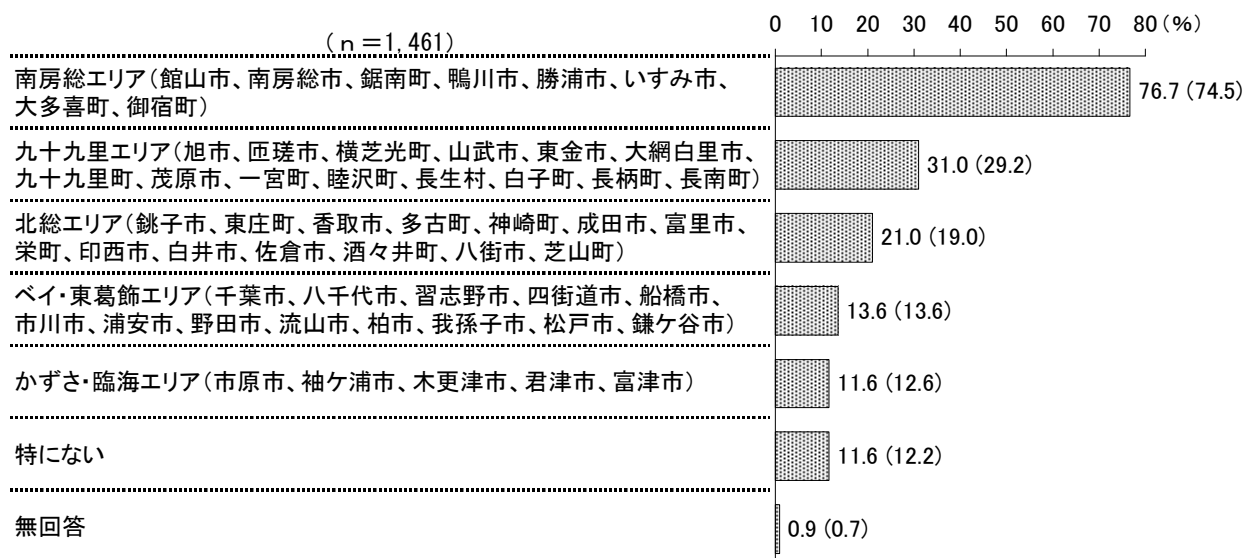 0 10 20 30 40 50 60 70 80 (%)
(n=1,461)
南房総エリア(館山市、南房総市、鋸南町、鴨川市、勝浦市、いすみ市、
大多喜町、御宿町)
76.7 (74.5)
九十九里エリア(旭市、匝瑳市、横芝光町、山武市、東金市、大網白里市、
九十九里町、茂原市、一宮町、睦沢町、長生村、白子町、長柄町、長南町)
31.0 (29.2)
北総エリア(銚子市、東庄町、香取市、多古町、神崎町、成田市、富里市、
栄町、印西市、白井市、佐倉市、酒々井町、八街市、芝山町)
21.0 (19.0)
ベイ・東葛飾エリア(千葉市、八千代市、習志野市、四街道市、船橋市、
市川市、浦安市、野田市、流山市、柏市、我孫子市、松戸市、鎌ケ谷市)
13.6 (13.6)
かずさ・臨海エリア(市原市、袖ケ浦市、木更津市、君津市、富津市)
11.6 (12.6)
特にない
11.6 (12.2)
無回答
0.9 (0.7)